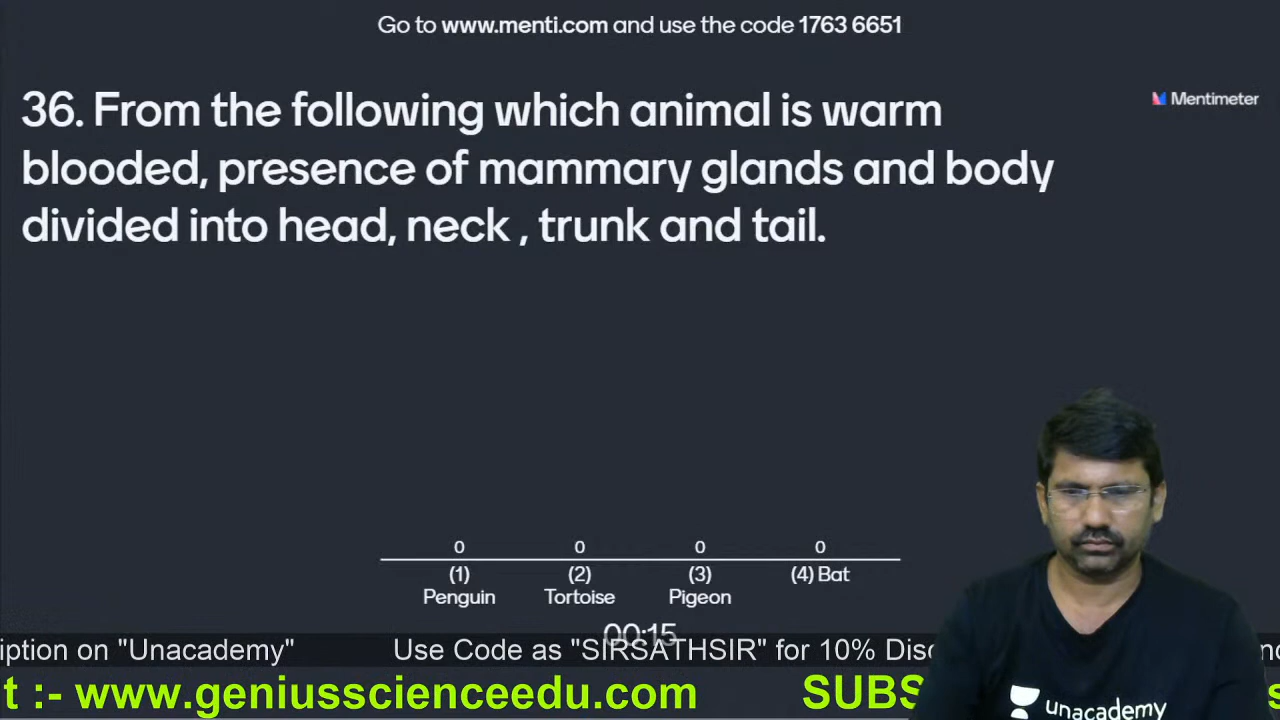 Go to www.menti.com and use the code 1763 6651
Mentimeter
36. From the following which animal is warm
blooded, presence of mammary glands and body
divided into head, neck , trunk and tail.
0 0 0 0
(1) (2) (3) (4) Bat
Penguin Tortoise Pigeon
00:15
iption on "Unacademy" Use Code as "SIRSATHSIR" for 10% Disc
t :- www.geniusscienceedu.com SUBS
unacademy